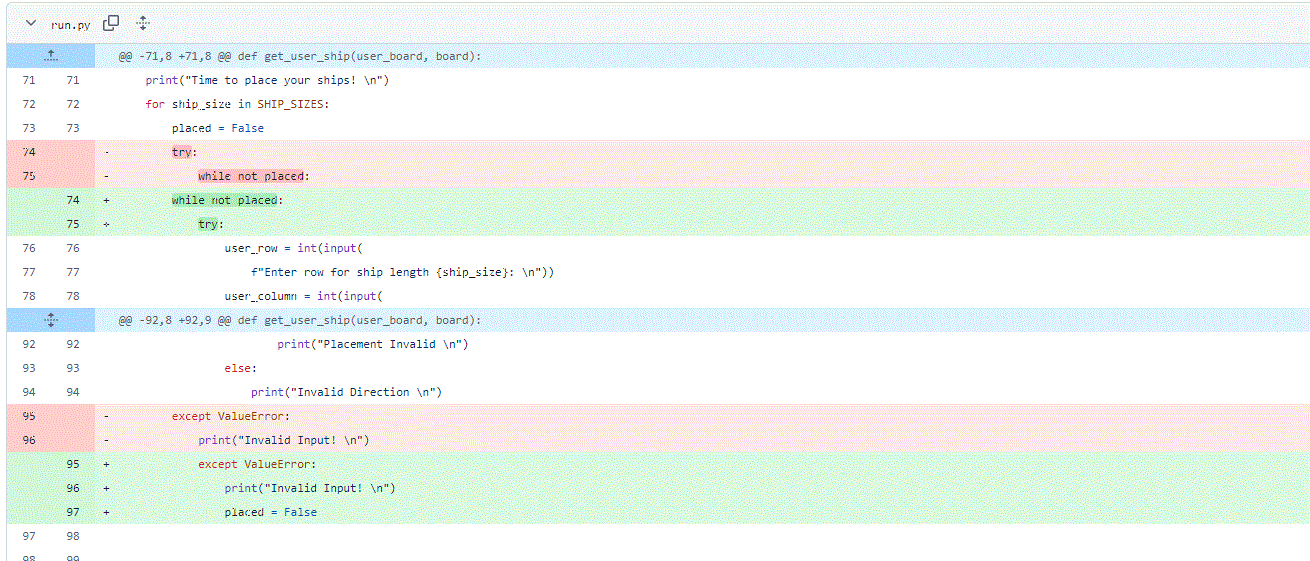 run.py
@@ -71,8 +71,8 @@ def get_user_ship(user_board, board):
71 71 print("Time to place your ships! \n")
72 72 for ship_size in SHIP_SIZES:
73 73 placed = False
74 - try:
75 - while not placed:
74 + while not placed:
75 + try:
76 76 user_row = int(input(
77 77 f"Enter row for ship length {ship_size}: \n"))
78 78 user_column = int(input(
@@ -92,8 +92,9 @@ def get_user_ship(user_board, board):
92 92 print("Placement Invalid \n")
93 93 else:
94 94 print("Invalid Direction \n")
95 - except ValueError:
96 - print("Invalid Input! \n")
95 + except ValueError:
96 + print("Invalid Input! \n")
97 + placed = False
97 98
98 99